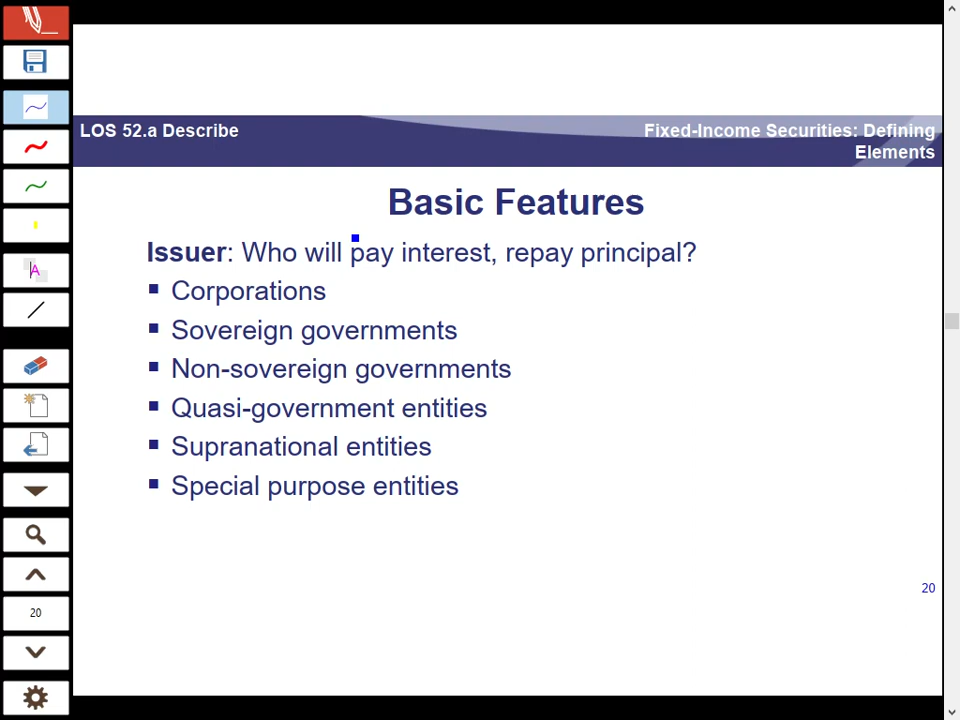 LOS 52.a Describe
Fixed-Income Securities: Defining
Elements
Basic Features
Issuer: Who will pay interest, repay principal?
▪ Corporations
▪ Sovereign governments
▪ Non-sovereign governments
▪ Quasi-government entities
▪ Supranational entities
▪ Special purpose entities
20
A
20